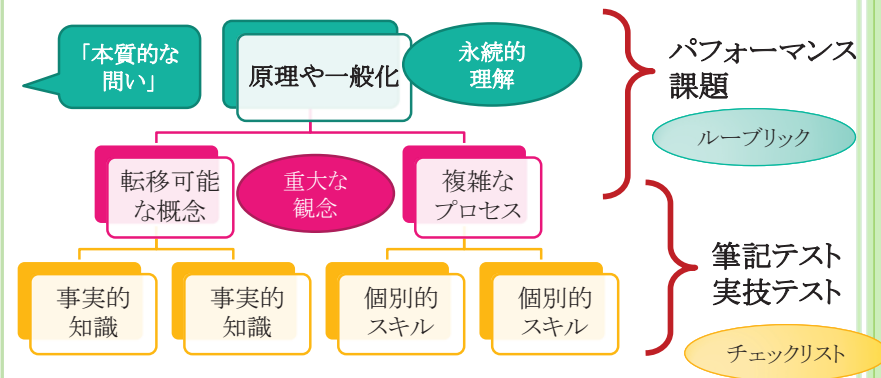 「本質的な
問い」
原理や一般化
永続的
理解
パフォーマンス
課題
ルーブリック
転移可能
な概念
重大な
観念
複雑な
プロセス
筆記テスト
実技テスト
事実的
知識
事実的
知識
個別的
スキル
個別的
スキル
チェックリスト